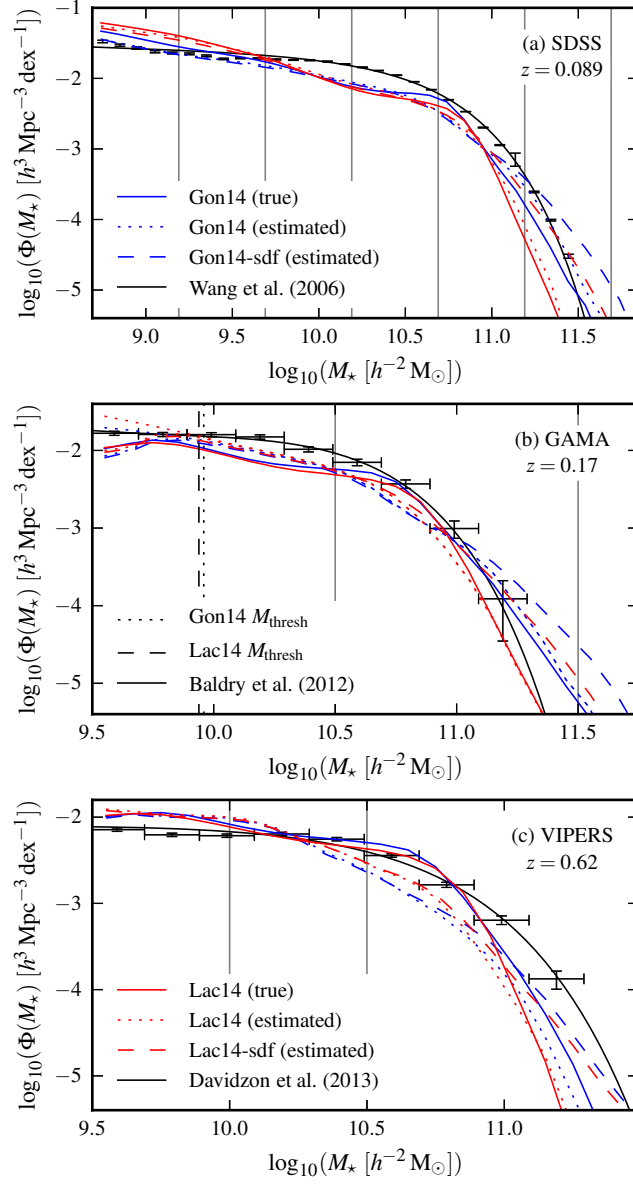 −1
−2
−3
−4
−5
log₁₀(Φ(M⋆) [h³ Mpc⁻³ dex⁻¹)
(a) SDSS
z = 0.089
Gon14 (true)
Gon14 (estimated)
Gon14-sdf (estimated)
Wang et al. (2006)
9.0 9.5 10.0 10.5 11.0 11.5
log₁₀(M⋆ [h⁻² M⊙])
−2
−3
−4
−5
log₁₀(Φ(M⋆) [h³ Mpc⁻³ dex⁻¹)
(b) GAMA
z = 0.17
Gon14 Mthresh
Lac14 Mthresh
Baldry et al. (2012)
9.5 10.0 10.5 11.0 11.5
log₁₀(M⋆ [h⁻² M⊙])
−2
−3
−4
−5
log₁₀(Φ(M⋆) [h³ Mpc⁻³ dex⁻¹)
(c) VIPERS
z = 0.62
Lac14 (true)
Lac14 (estimated)
Lac14-sdf (estimated)
Davidzon et al. (2013)
9.5 10.0 10.5 11.0
log₁₀(M⋆ [h⁻² M⊙])